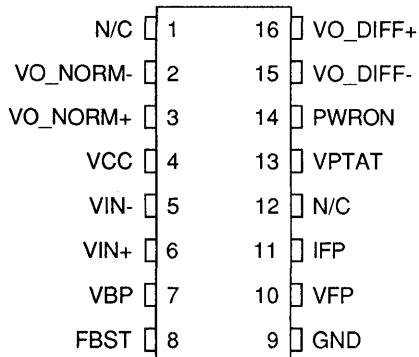 N/C 1 16 VO_DIFF+
VO_NORM- 2 15 VO_DIFF-
VO_NORM+ 3 14 PWRON
VCC 4 13 VPTAT
VIN- 5 12 N/C
VIN+ 6 11 IFP
VBP 7 10 VFP
FBST 8 9 GND